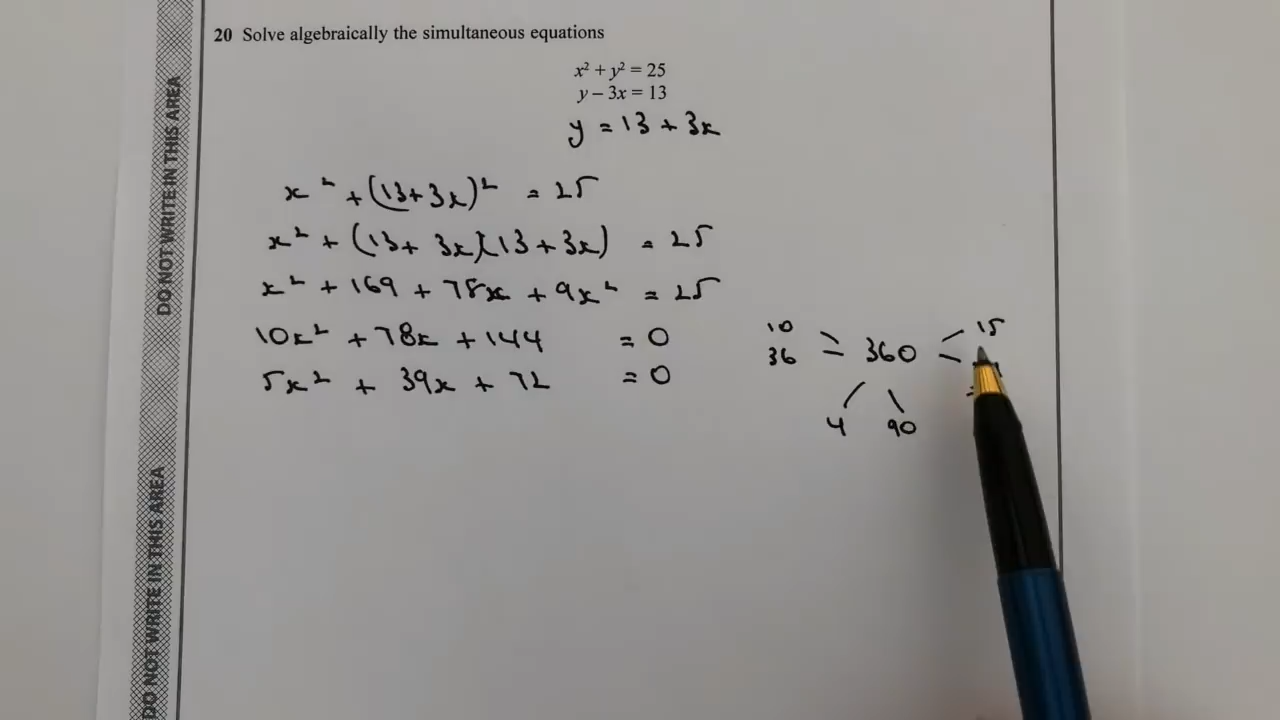 20 Solve algebraically the simultaneous equations
x² + y² = 25
y – 3x = 13
y = 13 + 3x
x² + (13 + 3x)² = 25
x² + (13 + 3x)(13 + 3x) = 25
x² + 169 + 78x + 9x² = 25
10x² + 78x + 144 = 0
5x² + 39x + 72 = 0
10
36
360
15
4 90
DO NOT WRITE IN THIS AREA
DO NOT WRITE IN THIS AREA